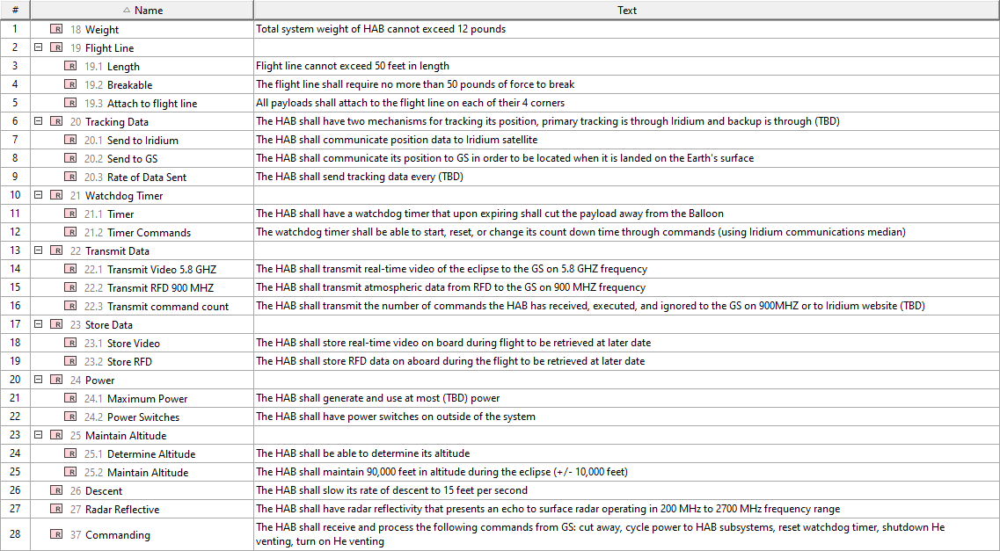 # Name Text
1 R 18 Weight Total system weight of HAB cannot exceed 12 pounds
2 R 19 Flight Line
3 R 19.1 Length Flight line cannot exceed 50 feet in length
4 R 19.2 Breakable The flight line shall require no more than 50 pounds of force to break
5 R 19.3 Attach to flight line All payloads shall attach to the flight line on each of their 4 corners
6 R 20 Tracking Data The HAB shall have two mechanisms for tracking its position, primary tracking is through Iridium and backup is through (TBD)
7 R 20.1 Send to Iridium The HAB shall communicate position data to Iridium satellite
8 R 20.2 Send to GS The HAB shall communicate its position to GS in order to be located when it is landed on the Earth's surface
9 R 20.3 Rate of Data Sent The HAB shall send tracking data every (TBD)
10 R 21 Watchdog Timer
11 R 21.1 Timer The HAB shall have a watchdog timer that upon expiring shall cut the payload away from the Balloon
12 R 21.2 Timer Commands The watchdog timer shall be able to start, reset, or change its count down time through commands (using Iridium communications median)
13 R 22 Transmit Data
14 R 22.1 Transmit Video 5.8 GHZ The HAB shall transmit real-time video of the eclipse to the GS on 5.8 GHZ frequency
15 R 22.2 Transmit RFD 900 MHZ The HAB shall transmit atmospheric data from RFD to the GS on 900 MHZ frequency
16 R 22.3 Transmit command count The HAB shall transmit the number of commands the HAB has received, executed, and ignored to the GS on 900MHZ or to Iridium website (TBD)
17 R 23 Store Data
18 R 23.1 Store Video The HAB shall store real-time video on board during flight to be retrieved at later date
19 R 23.2 Store RFD The HAB shall store RFD data on aboard during the flight to be retrieved at later date
20 R 24 Power
21 R 24.1 Maximum Power The HAB shall generate and use at most (TBD) power
22 R 24.2 Power Switches The HAB shall have power switches on outside of the system
23 R 25 Maintain Altitude
24 R 25.1 Determine Altitude The HAB shall be able to determine its altitude
25 R 25.2 Maintain Altitude The HAB shall maintain 90,000 feet in altitude during the eclipse (+/- 10,000 feet)
26 R 26 Descent The HAB shall slow its rate of descent to 15 feet per second
27 R 27 Radar Reflective The HAB shall have radar reflectivity that presents an echo to surface radar operating in 200 MHz to 2700 MHz frequency range
28 R 37 Commanding The HAB shall receive and process the following commands from GS: cut away, cycle power to HAB subsystems, reset watchdog timer, shutdown He
venting, turn on He venting